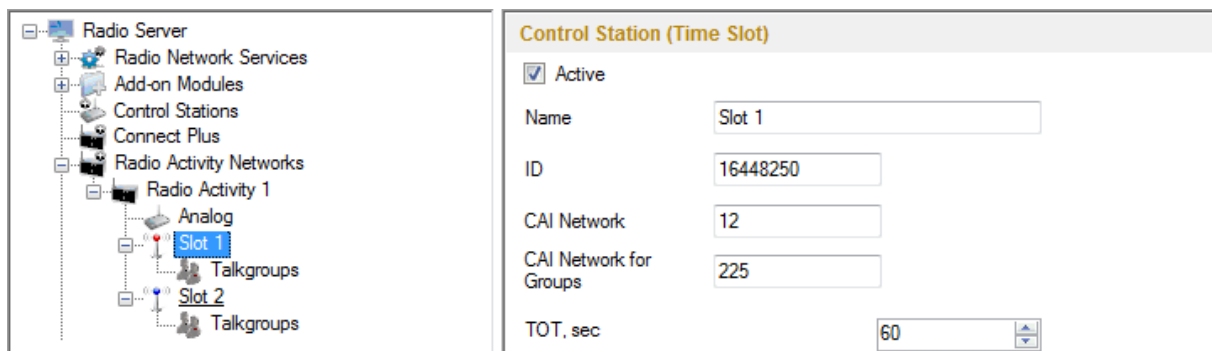 Radio Server
Radio Network Services
Add-on Modules
Control Stations
Connect Plus
Radio Activity Networks
Radio Activity 1
Analog
Slot 1
Talkgroups
Slot 2
Talkgroups
Control Station (Time Slot)
Active
Name Slot 1
ID 16448250
CAI Network 12
CAI Network for
Groups 225
TOT, sec 60